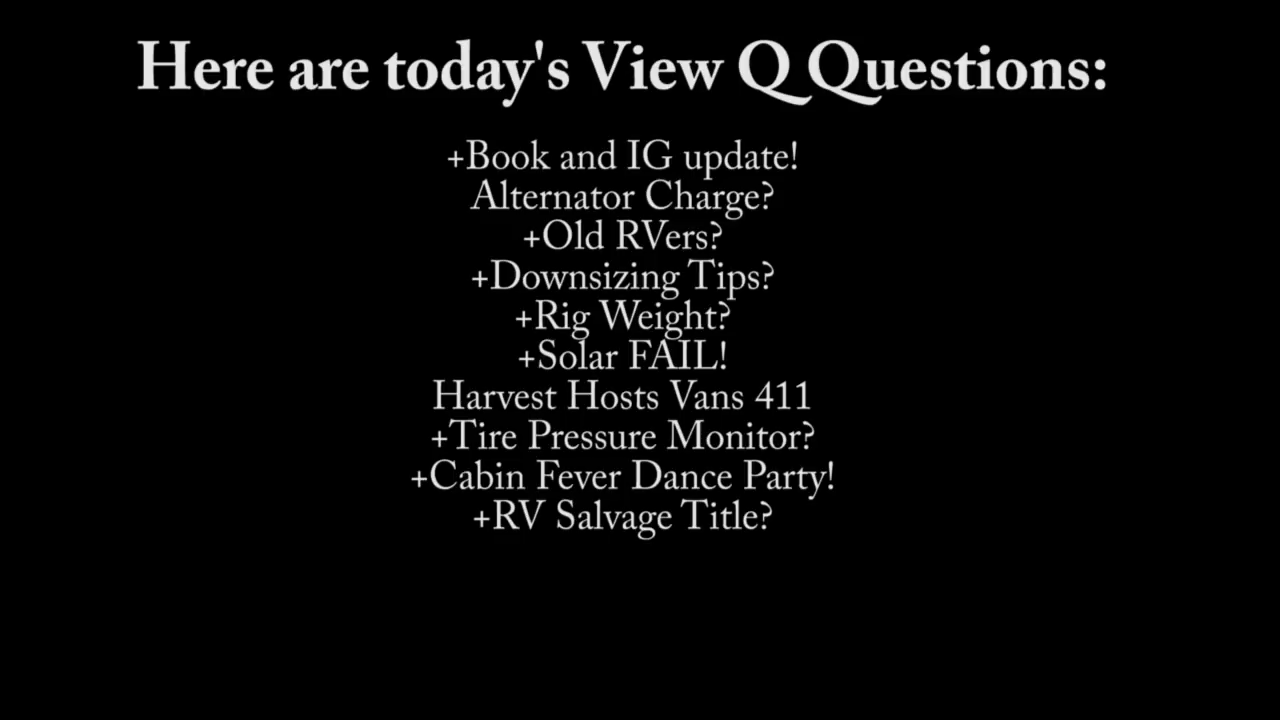 Here are today's View Q Questions:
+Book and IG update!
Alternator Charge?
+Old RVers?
+Downsizing Tips?
+Rig Weight?
+Solar FAIL!
Harvest Hosts Vans 411
+Tire Pressure Monitor?
+Cabin Fever Dance Party!
+RV Salvage Title?